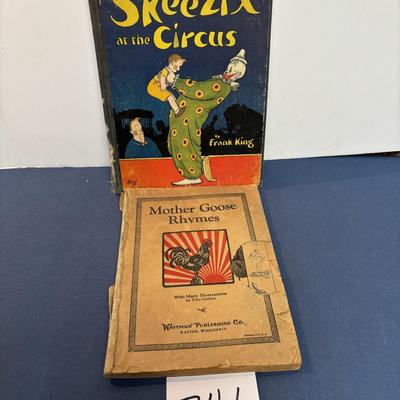 Skeezix
at the Circus
By
Frank King
Mother Goose
Rhymes
With Many Illustrations
in Two Colors
Whitman Publishing Co.
Racine, Wisconsin